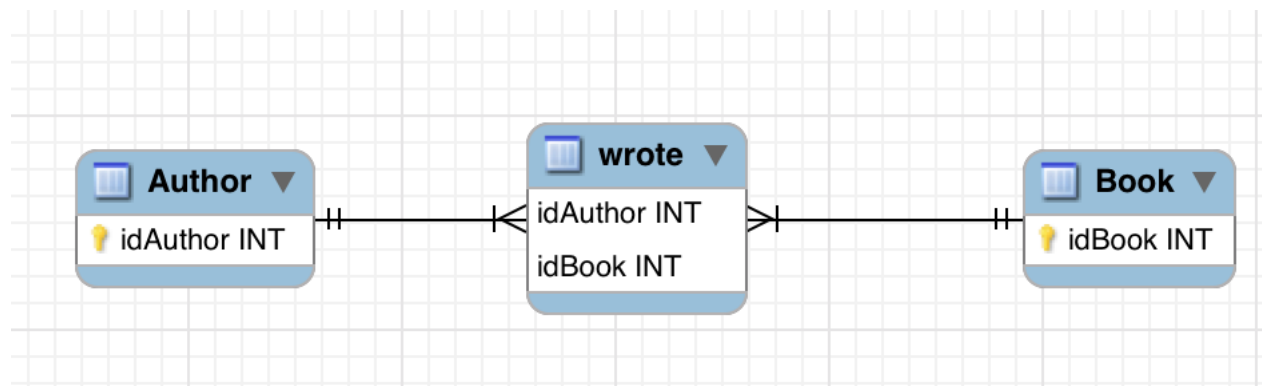 Author
idAuthor INT
wrote
idAuthor INT
idBook INT
Book
idBook INT